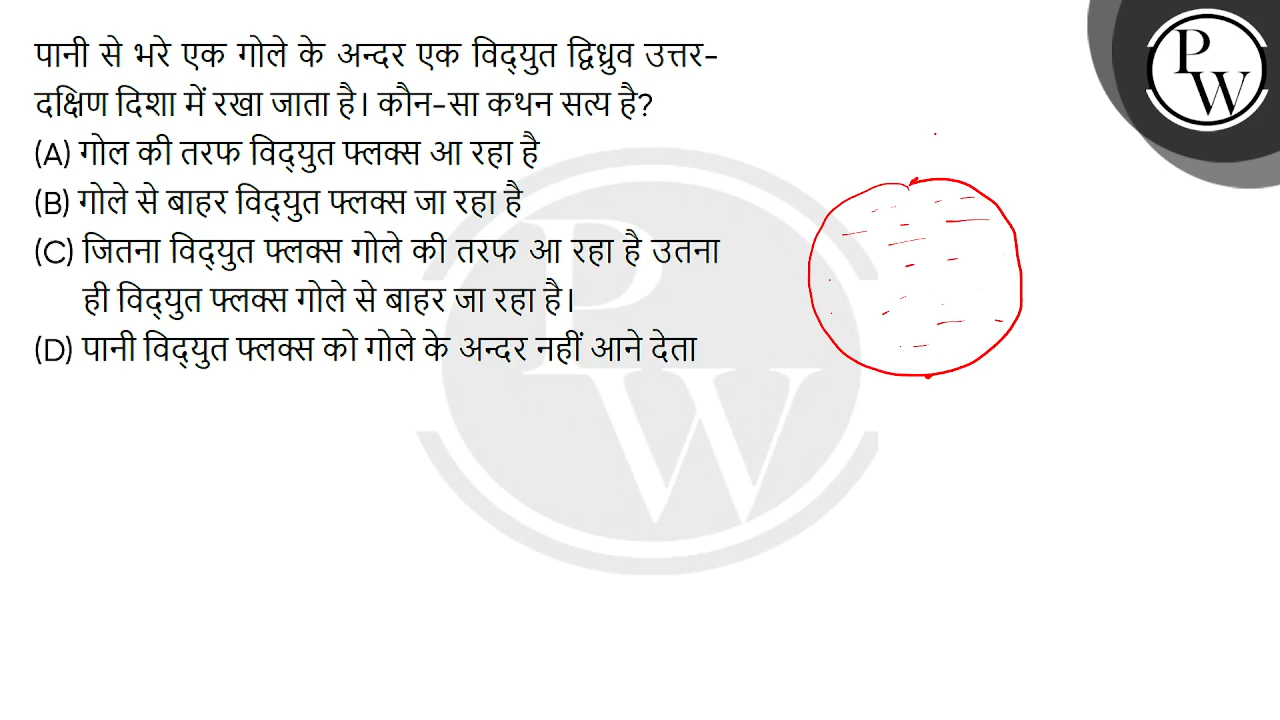 पानी से भरे एक गोले के अन्दर एक विद्युत द्विध्रुव उत्तर-
दक्षिण दिशा में रखा जाता है। कौन-सा कथन सत्य है?
(A) गोल की तरफ विद्युत फ्लक्स आ रहा है
(B) गोले से बाहर विद्युत फ्लक्स जा रहा है
(C) जितना विद्युत फ्लक्स गोले की तरफ आ रहा है उतना
ही विद्युत फ्लक्स गोले से बाहर जा रहा है।
(D) पानी विद्युत फ्लक्स को गोले के अन्दर नहीं आने देता
P W
P W